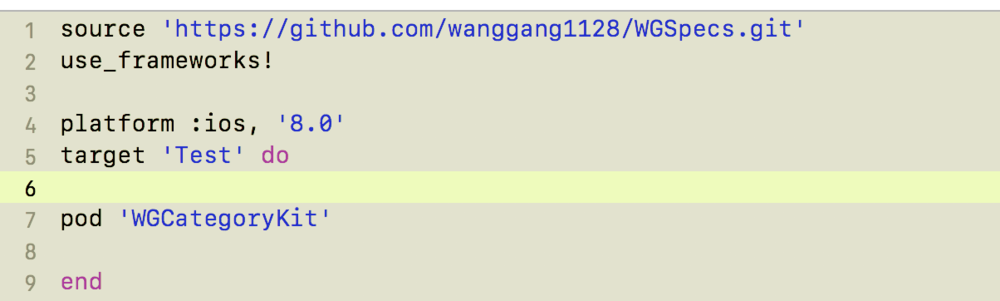 1 source 'https://github.com/wanggang1128/WGSpecs.git'
2 use_frameworks!
3
4 platform :ios, '8.0'
5 target 'Test' do
6
7 pod 'WGCategoryKit'
8
9 end